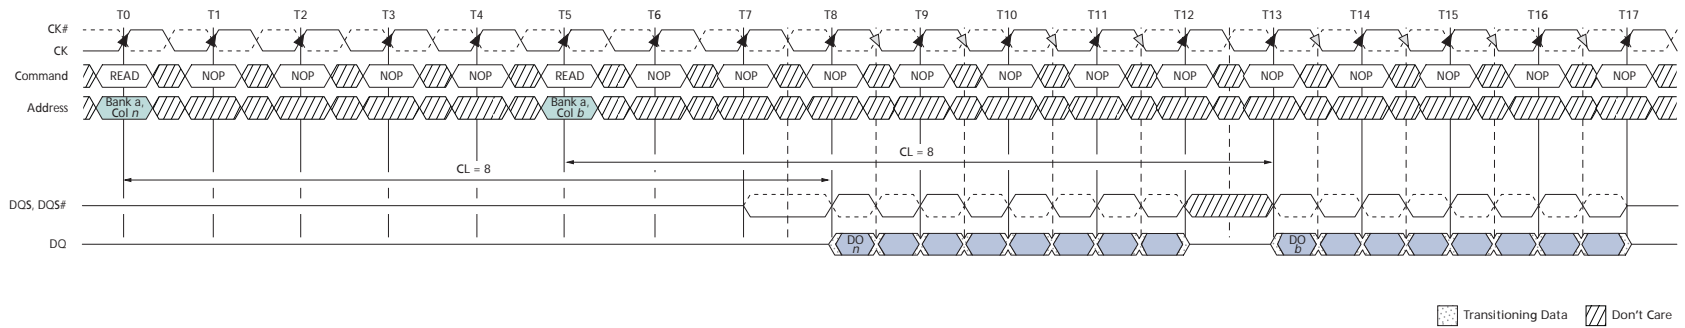 T0 T1 T2 T3 T4 T5 T6 T7 T8 T9 T10 T11 T12 T13 T14 T15 T16 T17
CK#
CK
Command READ NOP NOP NOP NOP READ NOP NOP NOP NOP NOP NOP NOP NOP NOP NOP NOP NOP
Address Bank a, Bank a,
Col n Col b
CL = 8
CL = 8
DQS, DQS#
DQ DO DO
n b
Transitioning Data Don't Care